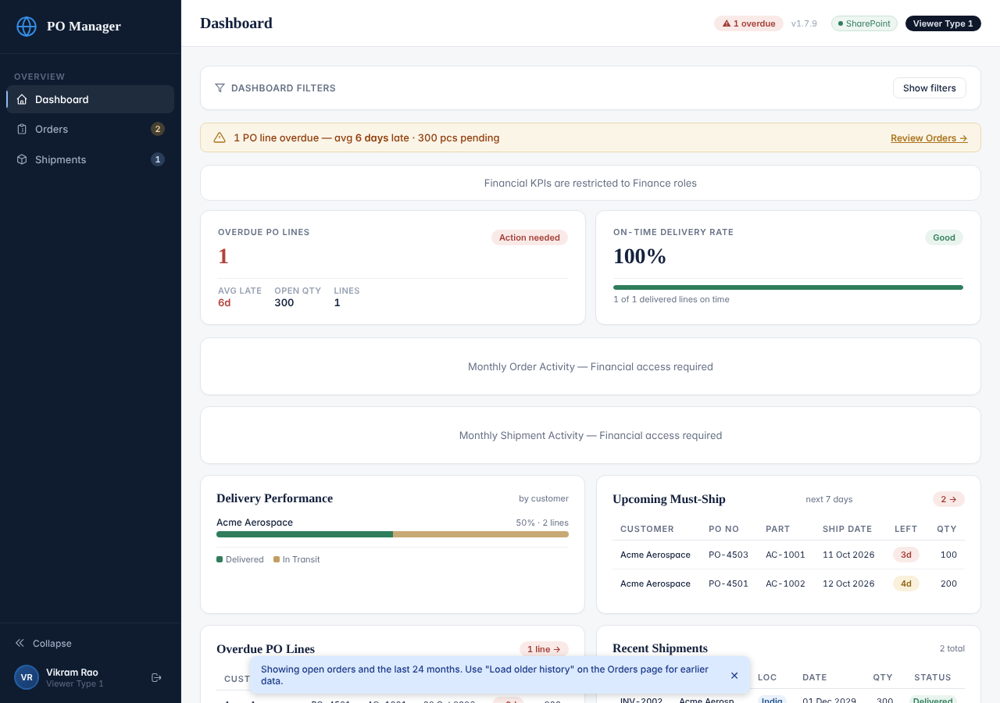 PO Manager
OVERVIEW
Dashboard
Orders 2
Shipments 1
Collapse
VR
Vikram Rao
Viewer Type 1
Dashboard
1 overdue
v1.7.9
SharePoint
Viewer Type 1
DASHBOARD FILTERS
Show filters
1 PO line overdue — avg 6 days late · 300 pcs pending
Review Orders →
Financial KPIs are restricted to Finance roles
OVERDUE PO LINES
Action needed
1
AVG LATE OPEN QTY LINES
6d 300 1
ON-TIME DELIVERY RATE
Good
100%
1 of 1 delivered lines on time
Monthly Order Activity — Financial access required
Monthly Shipment Activity — Financial access required
Delivery Performance
by customer
Acme Aerospace 50% · 2 lines
Delivered In Transit
Upcoming Must-Ship next 7 days 2 →
CUSTOMER PO NO PART SHIP DATE LEFT QTY
Acme Aerospace PO-4503 AC-1001 11 Oct 2026 3d 100
Acme Aerospace PO-4501 AC-1002 12 Oct 2026 4d 200
Overdue PO Lines 1 line →
Recent Shipments 2 total
LOC DATE QTY STATUS
INV-2002 Acme Aerosp India 01 Dec 2029 300 Delivered
Showing open orders and the last 24 months. Use "Load older history" on the Orders page for earlier
data.